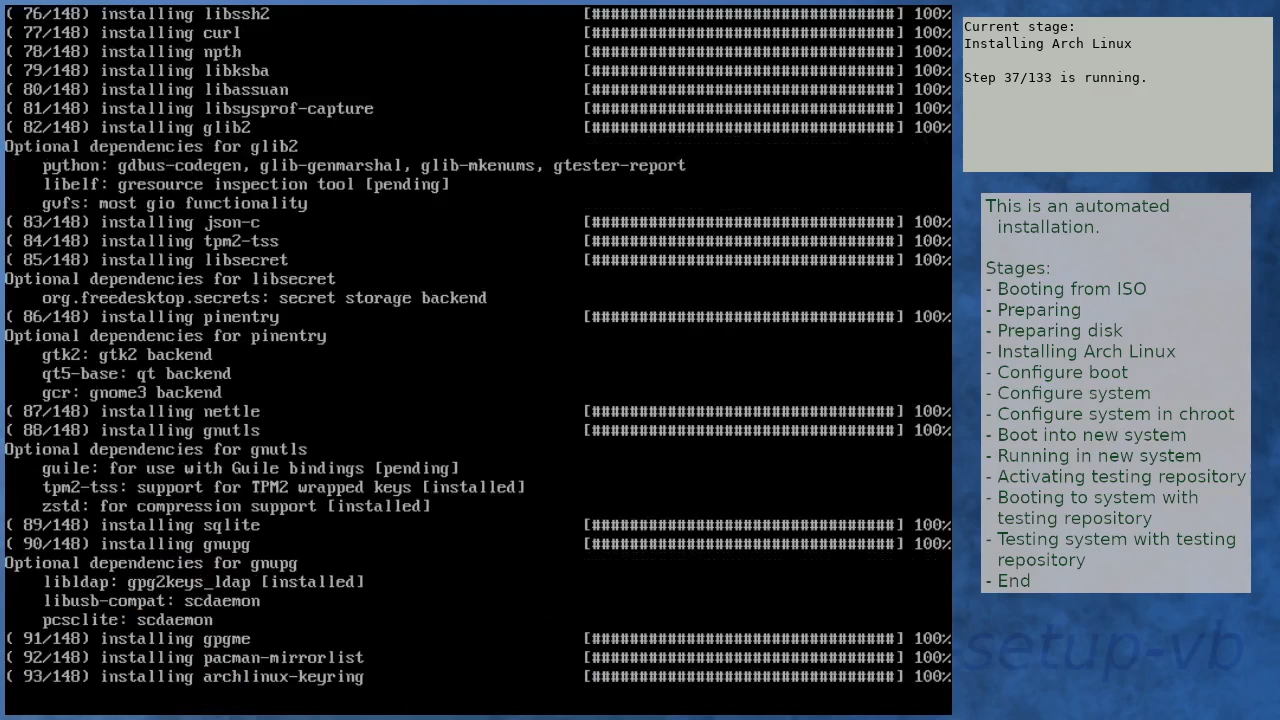 ( 76/148) installing libssh2 [################################] 100%
( 77/148) installing curl [################################] 100%
( 78/148) installing npth [################################] 100%
( 79/148) installing libksba [################################] 100%
( 80/148) installing libassuan [################################] 100%
( 81/148) installing libsysprof-capture [################################] 100%
( 82/148) installing glib2 [################################] 100%
Optional dependencies for glib2
python: gdbus-codegen, glib-genmarshal, glib-mkenums, gtester-report
libelf: gresource inspection tool [pending]
gvfs: most gio functionality
( 83/148) installing json-c [################################] 100%
( 84/148) installing tpm2-tss [################################] 100%
( 85/148) installing libsecret [################################] 100%
Optional dependencies for libsecret
org.freedesktop.secrets: secret storage backend
( 86/148) installing pinentry [################################] 100%
Optional dependencies for pinentry
gtk2: gtk2 backend
qt5-base: qt backend
gcr: gnome3 backend
( 87/148) installing nettle [################################] 100%
( 88/148) installing gnutls [################################] 100%
Optional dependencies for gnutls
guile: for use with Guile bindings [pending]
tpm2-tss: support for TPM2 wrapped keys [installed]
zstd: for compression support [installed]
( 89/148) installing sqlite [################################] 100%
( 90/148) installing gnupg [################################] 100%
Optional dependencies for gnupg
libldap: gpg2keys_ldap [installed]
libusb-compat: scdaemon
pcsclite: scdaemon
( 91/148) installing gpgme [################################] 100%
( 92/148) installing pacman-mirrorlist [################################] 100%
( 93/148) installing archlinux-keyring [################################] 100%
Current stage:
Installing Arch Linux
Step 37/133 is running.
This is an automated
installation.
Stages:
- Booting from ISO
- Preparing
- Preparing disk
- Installing Arch Linux
- Configure boot
- Configure system
- Configure system in chroot
- Boot into new system
- Running in new system
- Activating testing repository
- Booting to system with
testing repository
- Testing system with testing
repository
- End
setup-vb